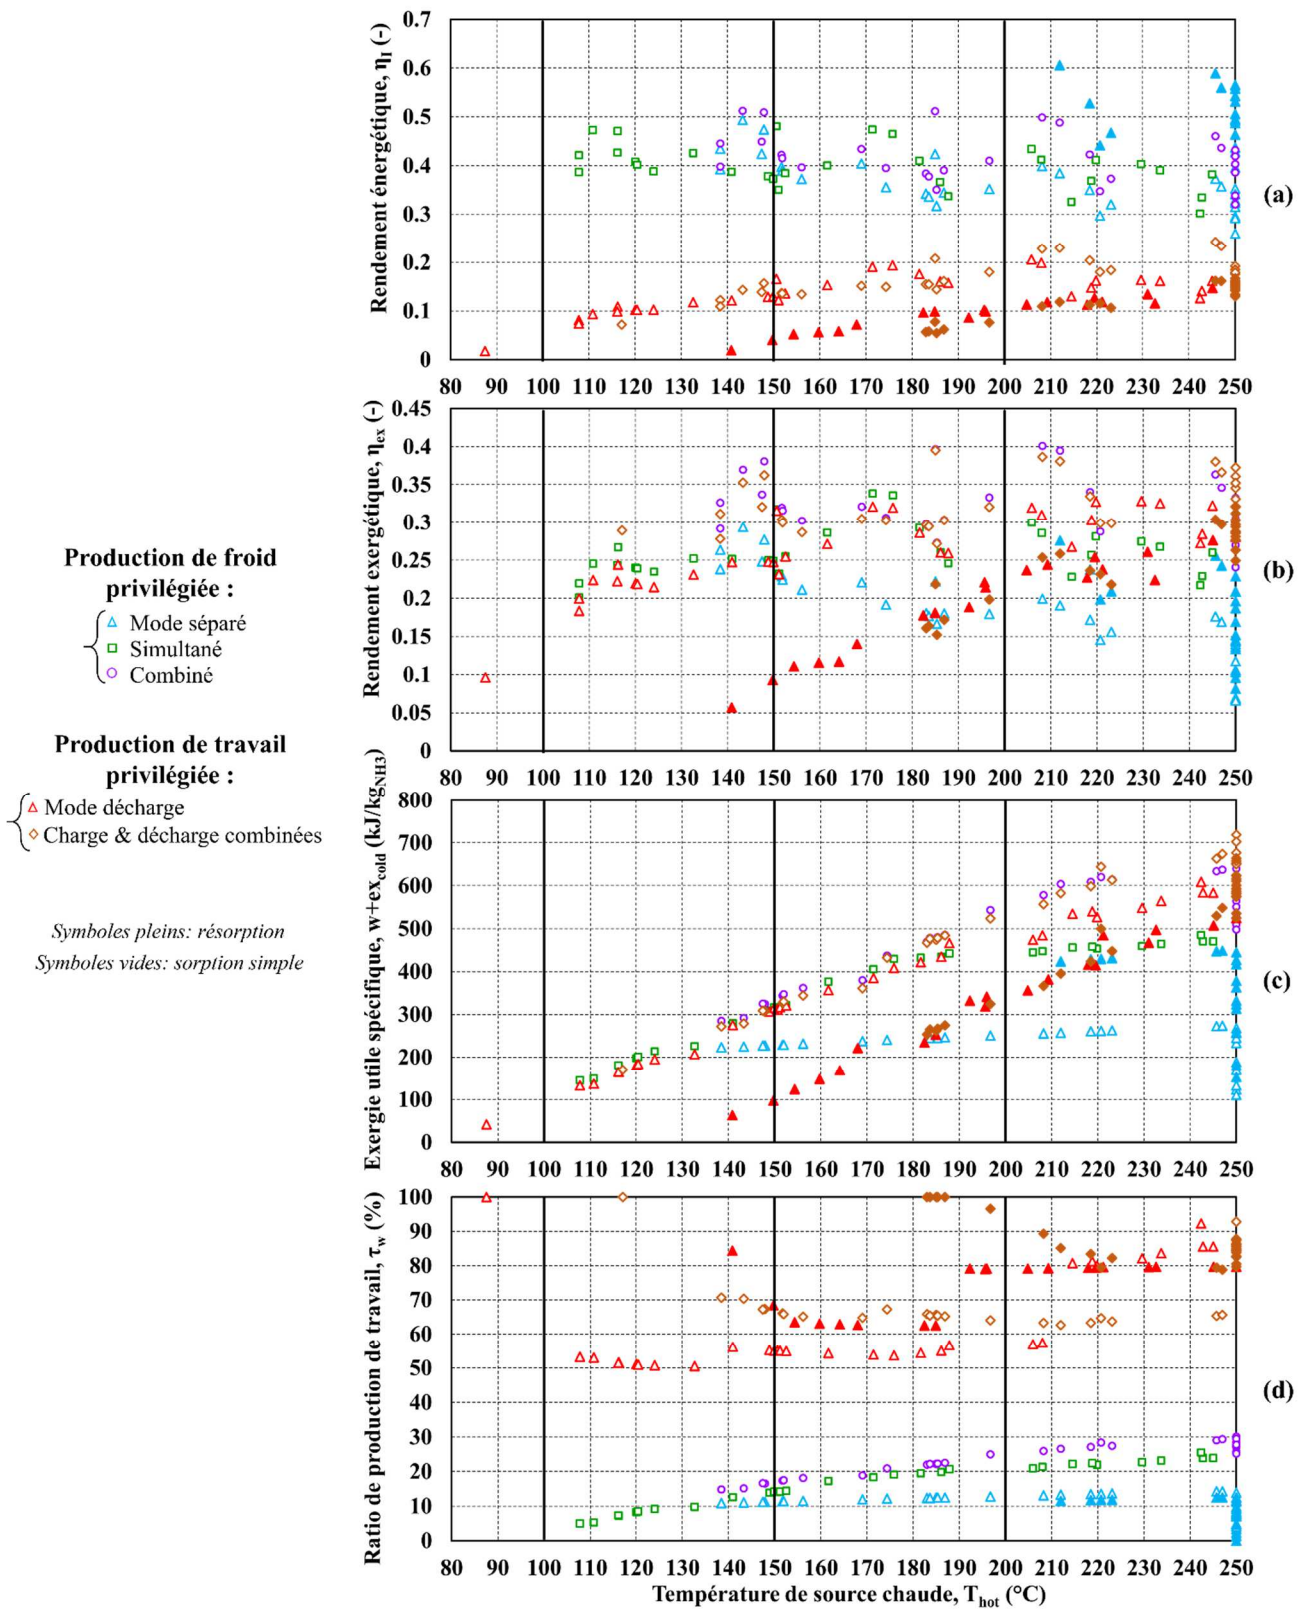 Production de froid
privilégiée :
Mode séparé
Simultané
Combiné
Production de travail
privilégiée :
Mode décharge
Charge & décharge combinées
Symboles pleins: résorption
Symboles vides: sorption simple
Rendement énergétique, ηI (-)
0.7
0.6
0.5
0.4
0.3
0.2
0.1
0
80 90 100 110 120 130 140 150 160 170 180 190 200 210 220 230 240 250
(a)
Rendement exergétique, ηex (-)
0.45
0.4
0.35
0.3
0.25
0.2
0.15
0.1
0.05
0
80 90 100 110 120 130 140 150 160 170 180 190 200 210 220 230 240 250
(b)
Exergie utile spécifique, w+excold (kJ/kgNH3)
800
700
600
500
400
300
200
100
0
80 90 100 110 120 130 140 150 160 170 180 190 200 210 220 230 240 250
(c)
Ratio de production de travail, τw (%)
100
90
80
70
60
50
40
30
20
10
0
80 90 100 110 120 130 140 150 160 170 180 190 200 210 220 230 240 250
(d)
Température de source chaude, Thot (°C)